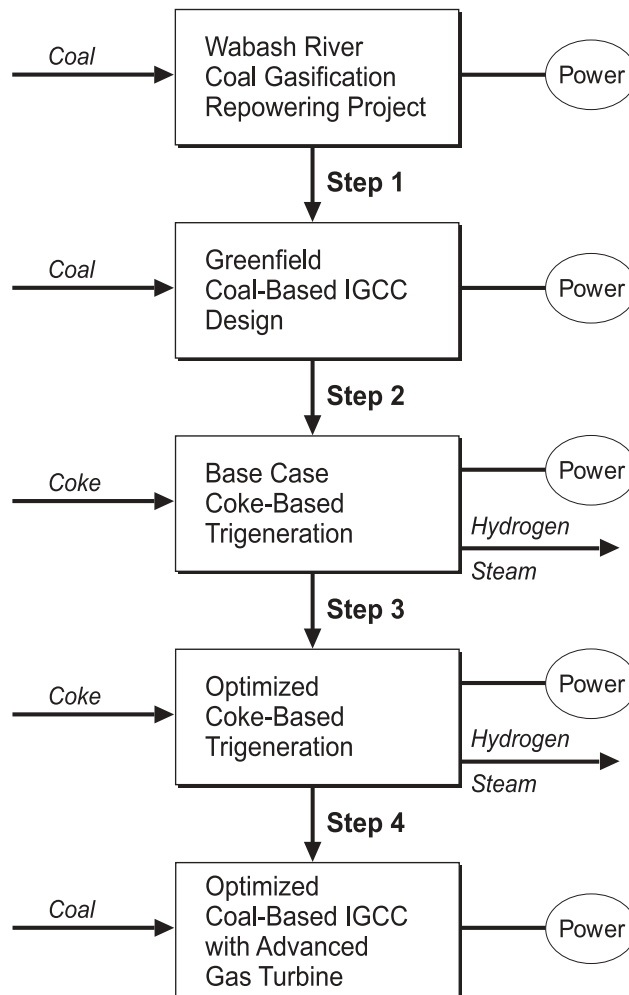 Coal
Wabash River
Coal Gasification
Repowering Project
Power
Step 1
Coal
Greenfield
Coal-Based IGCC
Design
Power
Step 2
Coke
Base Case
Coke-Based
Trigeneration
Power
Hydrogen
Steam
Step 3
Coke
Optimized
Coke-Based
Trigeneration
Power
Hydrogen
Steam
Step 4
Coal
Optimized
Coal-Based IGCC
with Advanced
Gas Turbine
Power